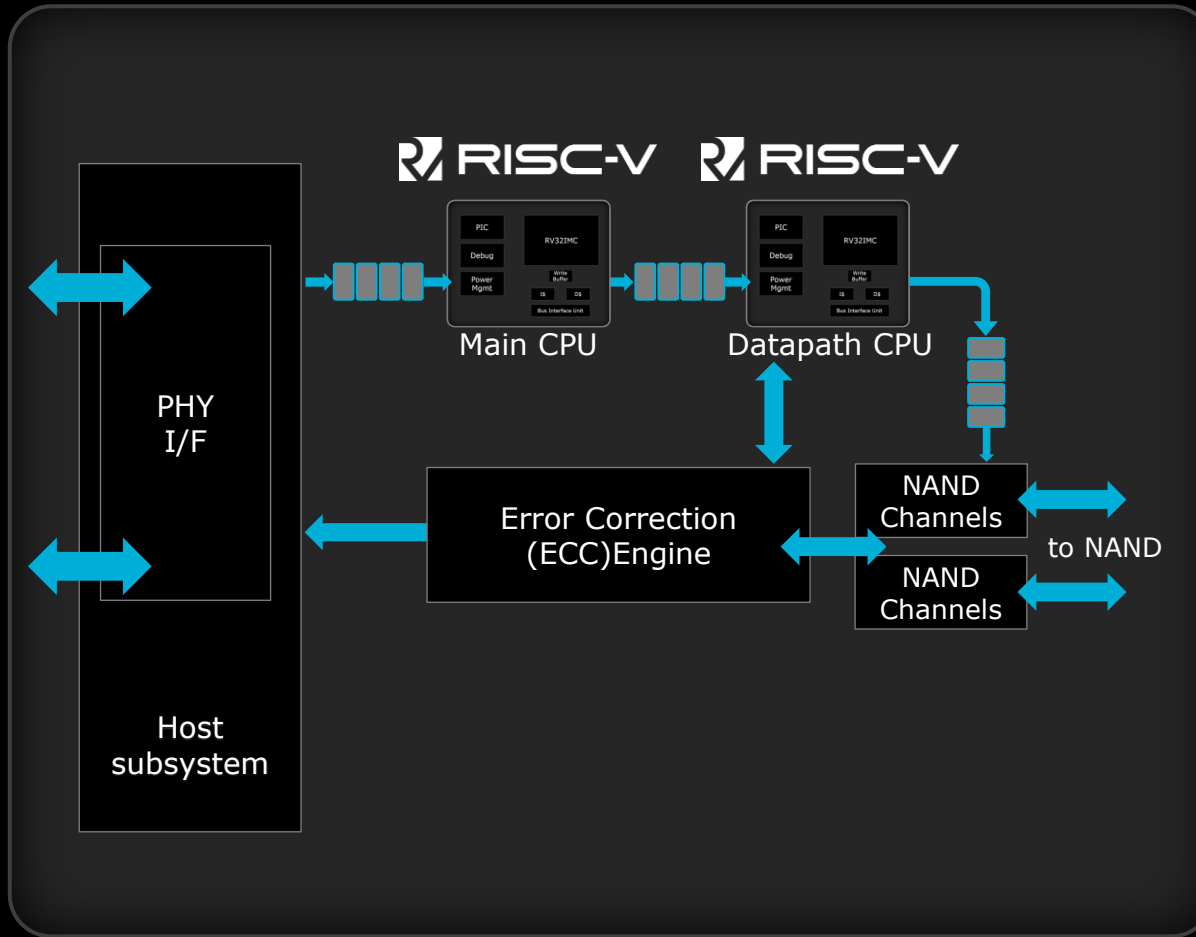 RISC-V
RISC-V
PIC
Debug
Power
Mgmt
RV32IMC
Write
Buffer
I$
D$
Bus Interface Unit
PIC
Debug
Power
Mgmt
RV32IMC
Write
Buffer
I$
D$
Bus Interface Unit
Main CPU
Datapath CPU
PHY
I/F
Error Correction
(ECC)Engine
NAND
Channels
to NAND
NAND
Channels
Host
subsystem